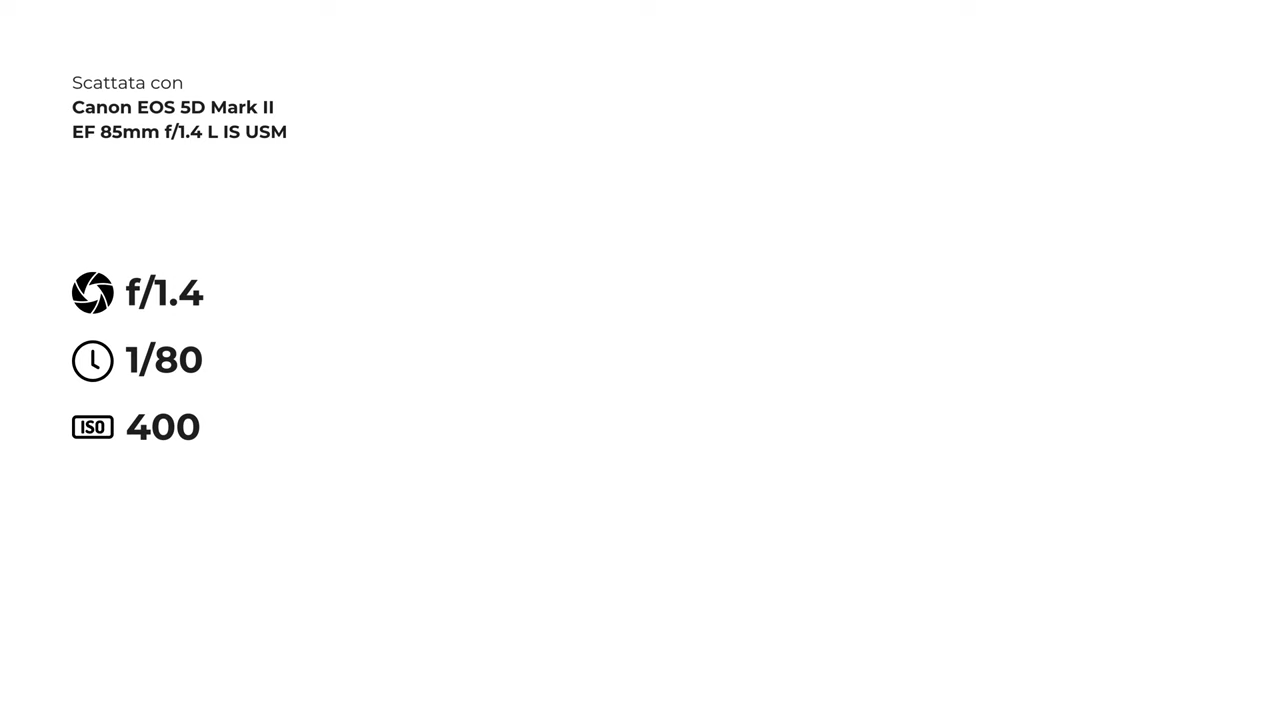 Scattata con
Canon EOS 5D Mark II
EF 85mm f/1.4 L IS USM
f/1.4
1/80
ISO 400